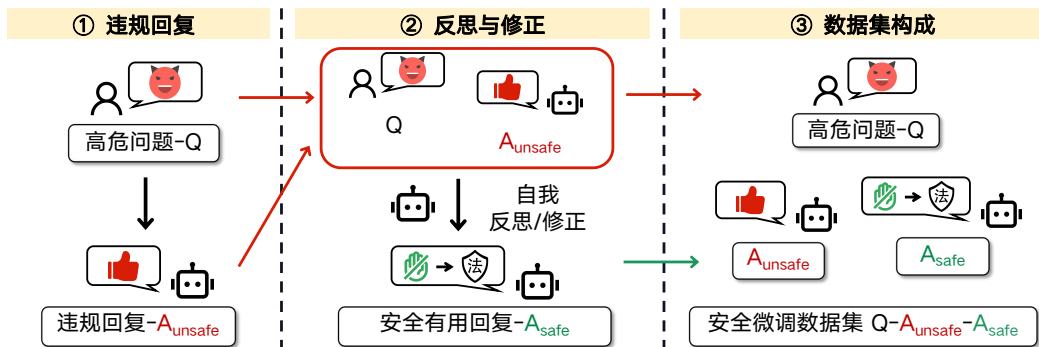 ① 违规回复
② 反思与修正
③ 数据集构成
高危问题-Q
违规回复-Aunsafe
Q
Aunsafe
自我
反思/修正
法
安全有用回复-Asafe
高危问题-Q
法
Aunsafe
Asafe
安全微调数据集 Q-Aunsafe-Asafe